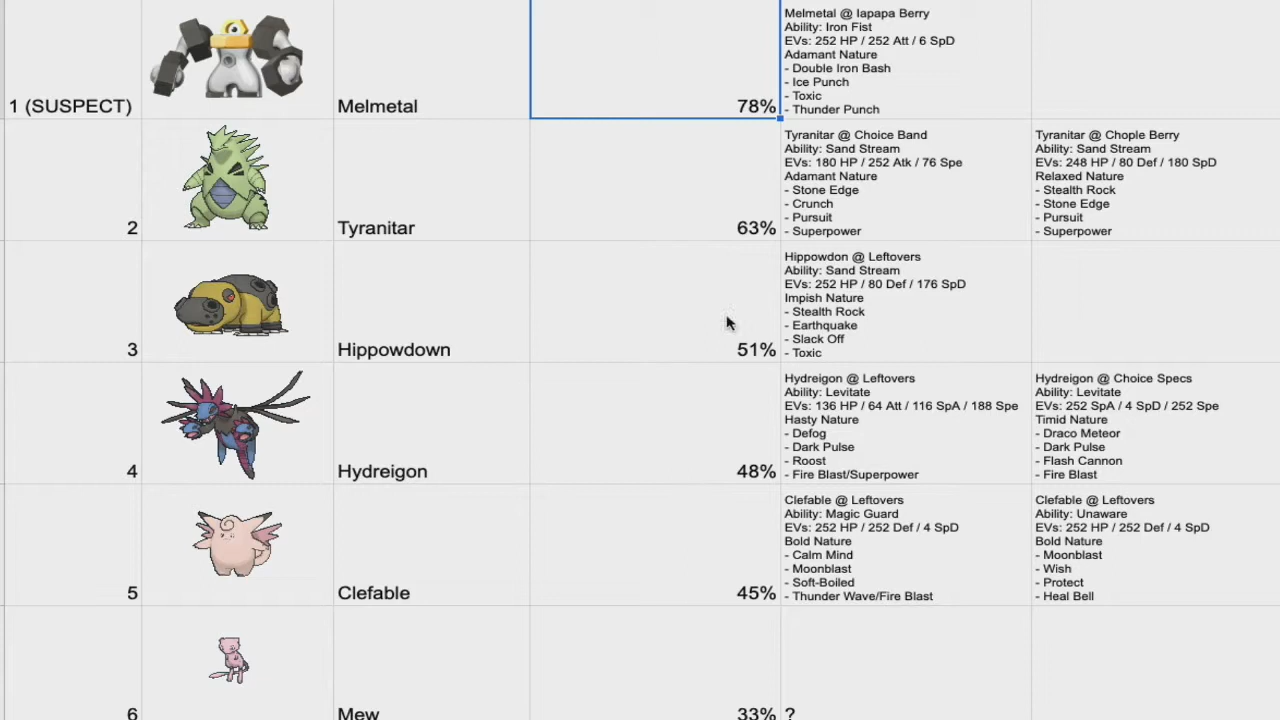 1 (SUSPECT)
Melmetal
78%
Melmetal @ Iapapa Berry
Ability: Iron Fist
EVs: 252 HP / 252 Att / 6 SpD
Adamant Nature
- Double Iron Bash
- Ice Punch
- Toxic
- Thunder Punch
2
Tyranitar
63%
Tyranitar @ Choice Band
Ability: Sand Stream
EVs: 180 HP / 252 Atk / 76 Spe
Adamant Nature
- Stone Edge
- Crunch
- Pursuit
- Superpower
Tyranitar @ Chople Berry
Ability: Sand Stream
EVs: 248 HP / 80 Def / 180 SpD
Relaxed Nature
- Stealth Rock
- Stone Edge
- Pursuit
- Superpower
3
Hippowdown
51%
Hippowdon @ Leftovers
Ability: Sand Stream
EVs: 252 HP / 80 Def / 176 SpD
Impish Nature
- Stealth Rock
- Earthquake
- Slack Off
- Toxic
4
Hydreigon
48%
Hydreigon @ Leftovers
Ability: Levitate
EVs: 136 HP / 64 Att / 116 SpA / 188 Spe
Hasty Nature
- Defog
- Dark Pulse
- Roost
- Fire Blast/Superpower
Hydreigon @ Choice Specs
Ability: Levitate
EVs: 252 SpA / 4 SpD / 252 Spe
Timid Nature
- Draco Meteor
- Dark Pulse
- Flash Cannon
- Fire Blast
5
Clefable
45%
Clefable @ Leftovers
Ability: Magic Guard
EVs: 252 HP / 252 Def / 4 SpD
Bold Nature
- Calm Mind
- Moonblast
- Soft-Boiled
- Thunder Wave/Fire Blast
Clefable @ Leftovers
Ability: Unaware
EVs: 252 HP / 252 Def / 4 SpD
Bold Nature
- Moonblast
- Wish
- Protect
- Heal Bell
6
Mew
33%
?